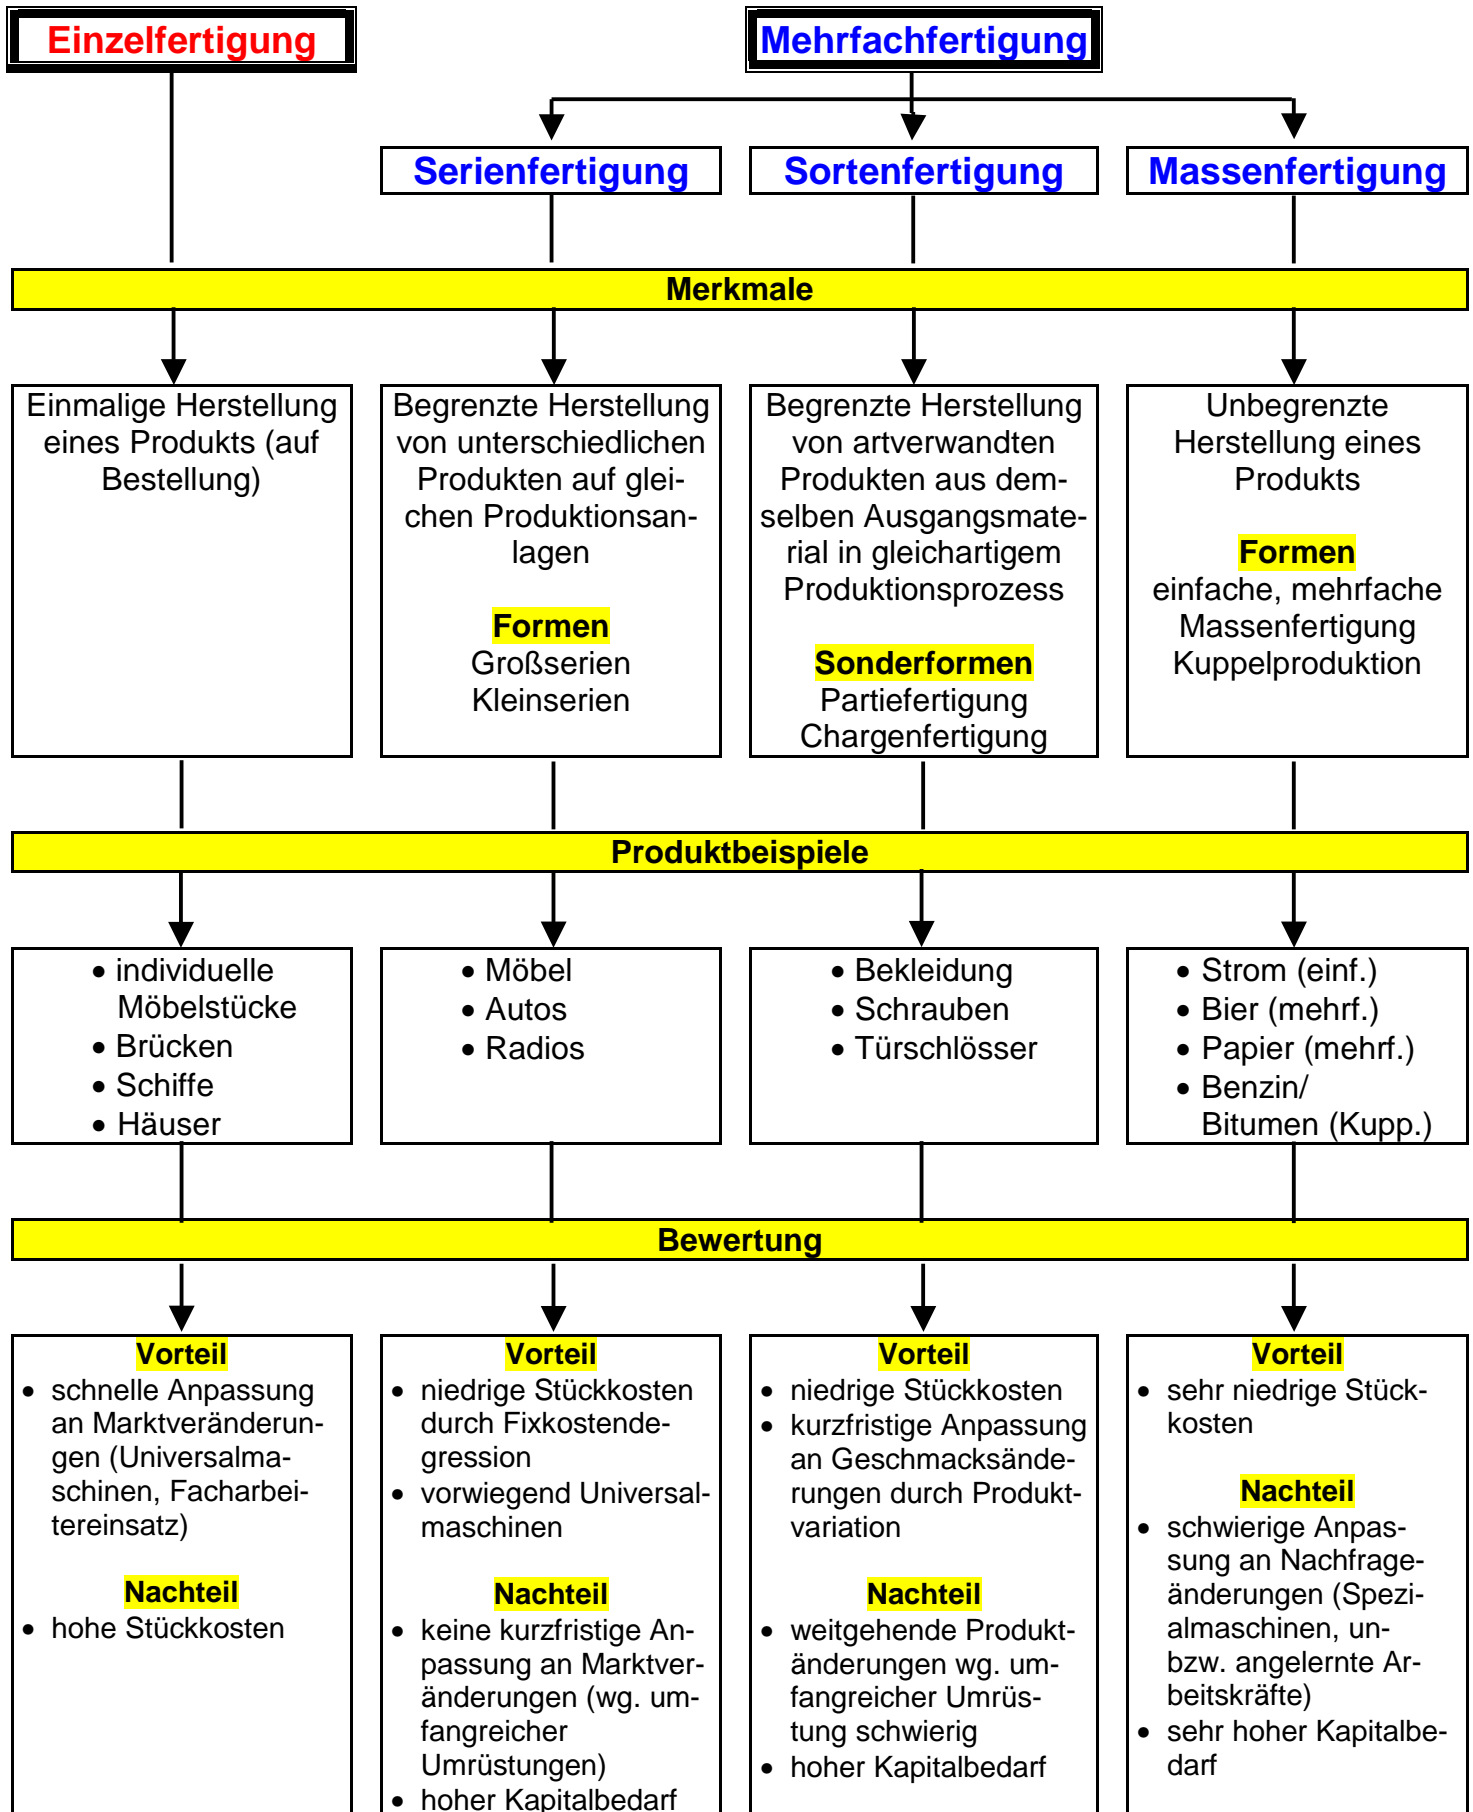 Einzelfertigung
Mehrfachfertigung
Serienfertigung
Sortenfertigung
Massenfertigung
Merkmale
Einmalige Herstellung
eines Produkts (auf
Bestellung)
Begrenzte Herstellung
von unterschiedlichen
Produkten auf glei-
chen Produktionsan-
lagen
Formen
Großserien
Kleinserien
Begrenzte Herstellung
von artverwandten
Produkten aus dem-
selben Ausgangsmate-
rial in gleichartigem
Produktionsprozess
Sonderformen
Partiefertigung
Chargenfertigung
Unbegrenzte
Herstellung eines
Produkts
Formen
einfache, mehrfache
Massenfertigung
Kuppelproduktion
Produktbeispiele
• individuelle
Möbelstücke
• Brücken
• Schiffe
• Häuser
• Möbel
• Autos
• Radios
• Bekleidung
• Schrauben
• Türschlösser
• Strom (einf.)
• Bier (mehrf.)
• Papier (mehrf.)
• Benzin/
Bitumen (Kupp.)
Bewertung
Vorteil
• schnelle Anpassung
an Marktveränderun-
gen (Universalma-
schinen, Facharbei-
tereinsatz)
Nachteil
• hohe Stückkosten
Vorteil
• niedrige Stückkosten
durch Fixkostende-
gression
• vorwiegend Universal-
maschinen
Nachteil
• keine kurzfristige An-
passung an Marktver-
änderungen (wg. um-
fangreicher
Umrüstungen)
• hoher Kapitalbedarf
Vorteil
• niedrige Stückkosten
• kurzfristige Anpassung
an Geschmacksände-
rungen durch Produkt-
variation
Nachteil
• weitgehende Produkt-
änderungen wg. um-
fangreicher Umrüs-
tung schwierig
• hoher Kapitalbedarf
Vorteil
• sehr niedrige Stück-
kosten
Nachteil
• schwierige Anpas-
sung an Nachfrage-
änderungen (Spezi-
almaschinen, un-
bzw. angelernte Ar-
beitskräfte)
• sehr hoher Kapitalbe-
darf